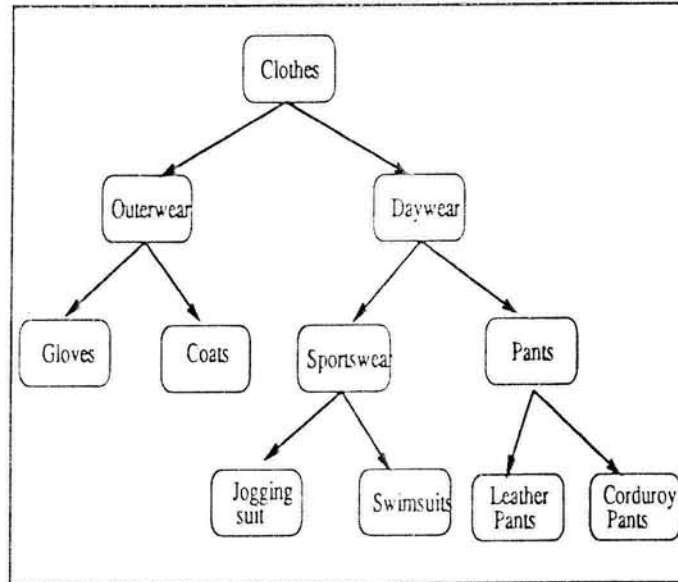 Clothes
Outerwear
Daywear
Gloves
Coats
Sportswear
Pants
Jogging
suit
Swimsuits
Leather
Pants
Corduroy
Pants